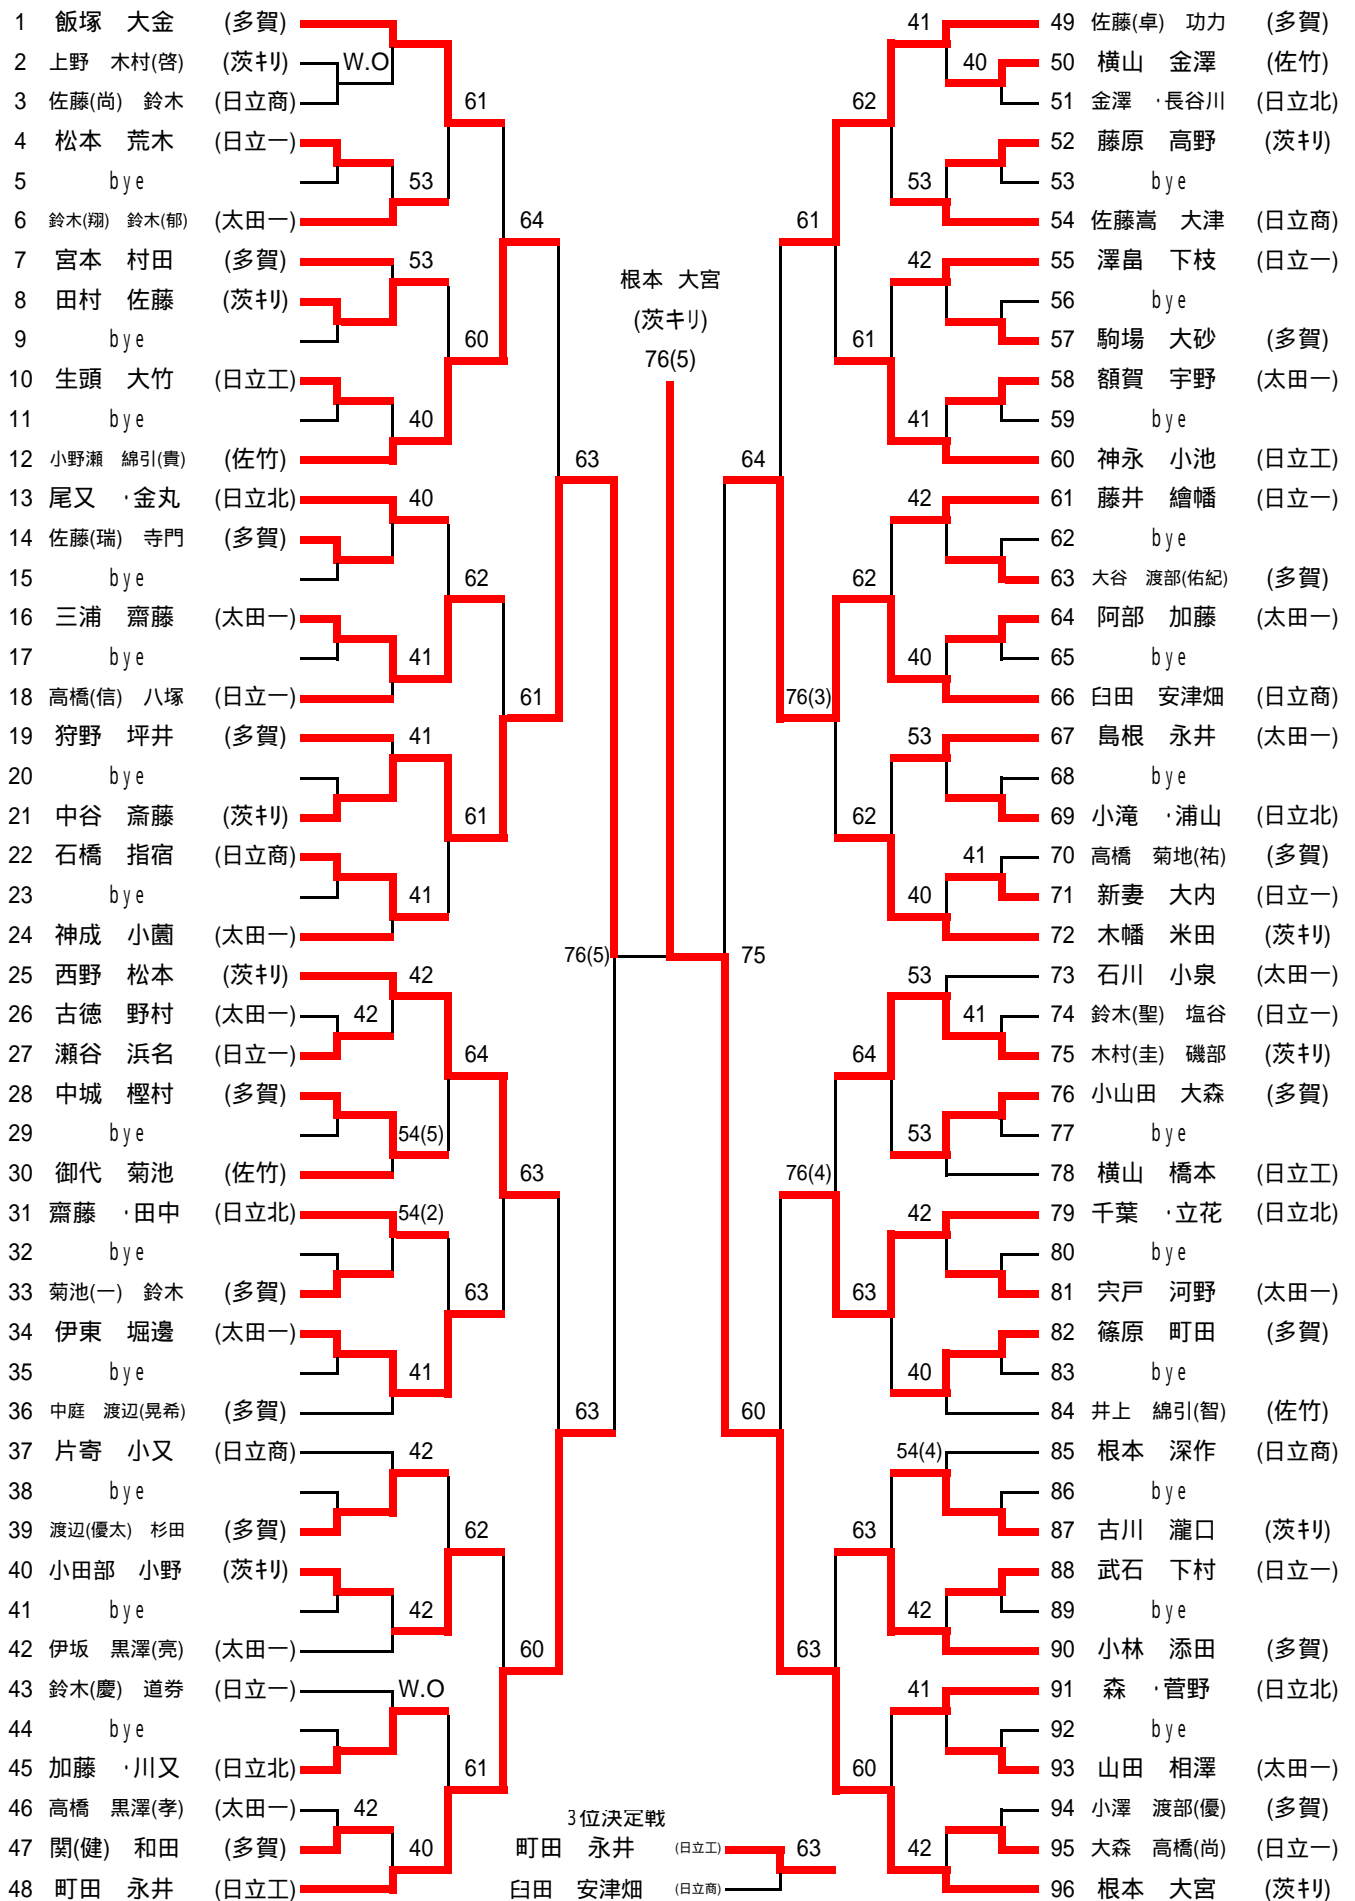 1 飯塚 大金 (多賀)
2 上野 木村(啓) (茨キリ) W.O
3 佐藤(尚) 鈴木 (日立商) 61
4 松本 荒木 (日立一)
5 bye 53
6 鈴木(翔) 鈴木(郁) (太田一) 64
7 宮本 村田 (多賀) 53
8 田村 佐藤 (茨キリ)
9 bye 60
10 生頭 大竹 (日立工)
11 bye 40
12 小野瀬 綿引(貴) (佐竹) 63
13 尾又 ・金丸 (日立北) 40
14 佐藤(瑞) 寺門 (多賀)
15 bye 62
16 三浦 齋藤 (太田一)
17 bye 41
18 高橋(信) 八塚 (日立一) 61
19 狩野 坪井 (多賀) 41
20 bye
21 中谷 斎藤 (茨キリ) 61
22 石橋 指宿 (日立商)
23 bye 41
24 神成 小薗 (太田一)
76(5)
25 西野 松本 (茨キリ) 42
26 古徳 野村 (太田一) 42
27 瀬谷 浜名 (日立一) 64
28 中城 樫村 (多賀)
29 bye 54(5)
30 御代 菊池 (佐竹) 63
31 齋藤 ・田中 (日立北) 54(2)
32 bye
33 菊池(一) 鈴木 (多賀) 63
34 伊東 堀邊 (太田一)
35 bye 41
36 中庭 渡辺(晃希) (多賀) 63
37 片寄 小又 (日立商) 42
38 bye
39 渡辺(優太) 杉田 (多賀) 62
40 小田部 小野 (茨キリ)
41 bye 42
42 伊坂 黒澤(亮) (太田一) 60
43 鈴木(慶) 道券 (日立一) W.O
44 bye
45 加藤 ・川又 (日立北) 61
46 高橋 黒澤(孝) (太田一) 42
47 関(健) 和田 (多賀) 40
48 町田 永井 (日立工)
根本 大宮
(茨キリ)
76(5)
41 49 佐藤(卓) 功力 (多賀)
40 50 横山 金澤 (佐竹)
62 51 金澤 ・長谷川 (日立北)
52 藤原 高野 (茨キリ)
53 53 bye
61 54 佐藤嵩 大津 (日立商)
42 55 澤畠 下枝 (日立一)
56 bye
61 57 駒場 大砂 (多賀)
58 額賀 宇野 (太田一)
41 59 bye
64 60 神永 小池 (日立工)
42 61 藤井 繪幡 (日立一)
62 bye
62 63 大谷 渡部(佑紀) (多賀)
64 阿部 加藤 (太田一)
40 65 bye
76(3) 66 臼田 安津畑 (日立商)
53 67 島根 永井 (太田一)
68 bye
62 69 小滝 ・浦山 (日立北)
41 70 高橋 菊地(祐) (多賀)
40 71 新妻 大内 (日立一)
72 木幡 米田 (茨キリ)
75
53 73 石川 小泉 (太田一)
41 74 鈴木(聖) 塩谷 (日立一)
64 75 木村(圭) 磯部 (茨キリ)
76 小山田 大森 (多賀)
53 77 bye
76(4) 78 横山 橋本 (日立工)
42 79 千葉 ・立花 (日立北)
80 bye
63 81 宍戸 河野 (太田一)
82 篠原 町田 (多賀)
40 83 bye
60 84 井上 綿引(智) (佐竹)
54(4) 85 根本 深作 (日立商)
86 bye
63 87 古川 瀧口 (茨キリ)
88 武石 下村 (日立一)
42 89 bye
63 90 小林 添田 (多賀)
41 91 森 ・菅野 (日立北)
92 bye
60 93 山田 相澤 (太田一)
94 小澤 渡部(優) (多賀)
42 95 大森 高橋(尚) (日立一)
96 根本 大宮 (茨キリ)
3位決定戦
町田 永井 (日立工) 63
臼田 安津畑 (日立商)